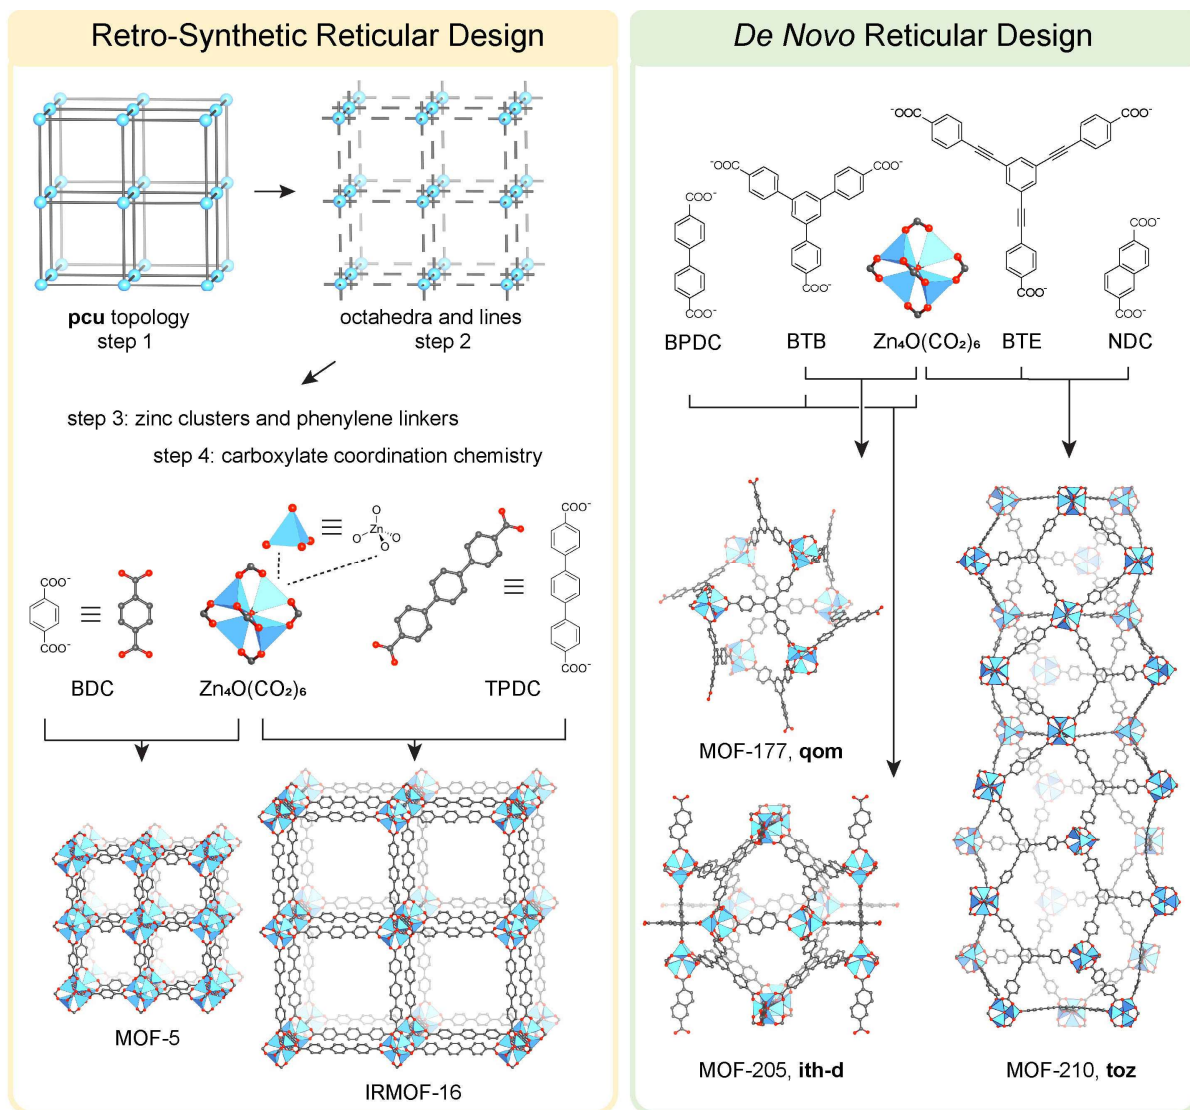 Retro-Synthetic Reticular Design
pcu topology
step 1
octahedra and lines
step 2
step 3: zinc clusters and phenylene linkers
step 4: carboxylate coordination chemistry
COO⁻
COO⁻
BDC
O
Zn
O
O
O
Zn₄O(CO₂)₆
COO⁻
COO⁻
TPDC
MOF-5
IRMOF-16
De Novo Reticular Design
COO⁻
COO⁻
BPDC
⁻OOC
COO⁻
COO⁻
BTB
Zn₄O(CO₂)₆
⁻OOC
COO⁻
COO⁻
BTE
COO⁻
COO⁻
NDC
MOF-177, qom
MOF-205, ith-d
MOF-210, toz